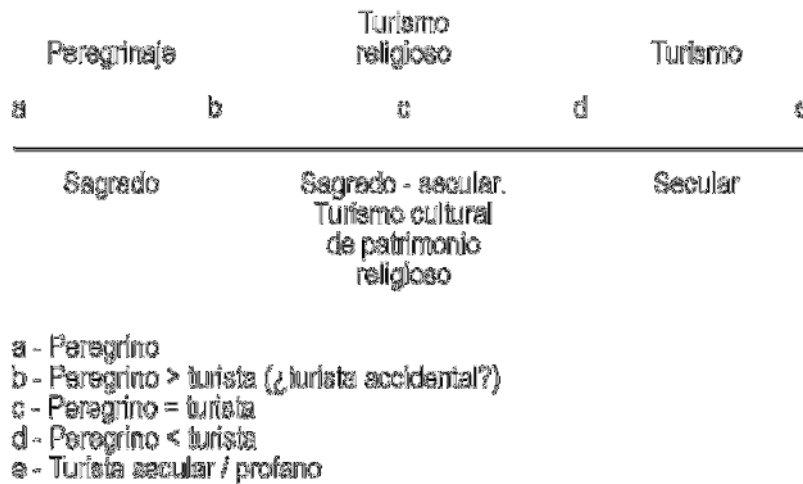 Peregrinaje Turismo religioso Turismo
a b c d e
Sagrado Sagrado - secular. Secular
Turismo cultural
de patrimonio
religioso
a - Peregrino
b - Peregrino > turista (¿turista accidental?)
c - Peregrino = turista
d - Peregrino < turista
e - Turista secular / profano